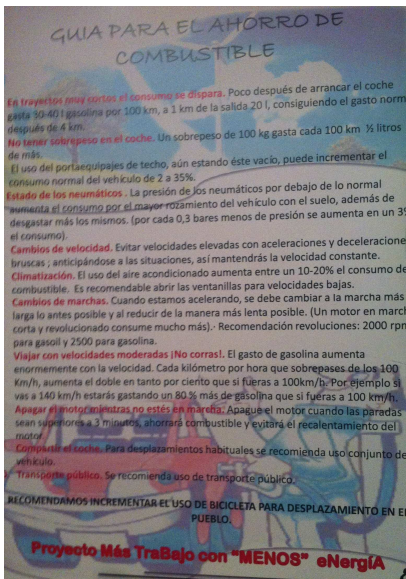 GUIA PARA EL AHORRO DE
COMBUSTIBLE
En trayectos muy cortos el consumo se dispara. Poco después de arrancar el coche
gasta 30-40 l gasolina por 100 km, a 1 km de la salida 20 l, consiguiendo el gasto norm
después de 4 km.
No tener sobrepeso en el coche. Un sobrepeso de 100 kg gasta cada 100 km ½ litros
de más.
El uso del portaequipajes de techo, aún estando éste vacío, puede incrementar el
consumo normal del vehículo de 2 a 35%.
Estado de los neumáticos . La presión de los neumáticos por debajo de lo normal
aumenta el consumo por el mayor rozamiento del vehículo con el suelo, además de
desgastar más los mismos. (por cada 0,3 bares menos de presión se aumenta en un 3%
el consumo).
Cambios de velocidad. Evitar velocidades elevadas con aceleraciones y deceleracione
bruscas ; anticipándose a las situaciones, así mantendrás la velocidad constante.
Climatización. El uso del aire acondicionado aumenta entre un 10-20% el consumo de
combustible. Es recomendable abrir las ventanillas para velocidades bajas.
Cambios de marchas. Cuando estamos acelerando, se debe cambiar a la marcha más
larga lo antes posible y al reducir de la manera más lenta posible. (Un motor en march
corta y revolucionado consume mucho más).· Recomendación revoluciones: 2000 rpm
para gasoil y 2500 para gasolina.
Viajar con velocidades moderadas ¡No corras!. El gasto de gasolina aumenta
enormemente con la velocidad. Cada kilómetro por hora que sobrepases de los 100
Km/h, aumenta el doble en tanto por ciento que si fueras a 100km/h. Por ejemplo si
vas a 140 km/h estarás gastando un 80 % más de gasolina que si fueras a 100 km/h.
Apagar el motor mientras no estés en marcha. Apague el motor cuando las paradas
sean superiores a 3 minutos, ahorrará combustible y evitará el recalentamiento del
motor.
Compartir el coche. Para desplazamientos habituales se recomienda uso conjunto de
vehículo.
Transporte público. Se recomienda uso de transporte público.
RECOMENDAMOS INCREMENTAR EL USO DE BICICLETA PARA DESPLAZAMIENTO EN EL
PUEBLO.
Proyecto Más TraBajo con "MENOS" eNergíA